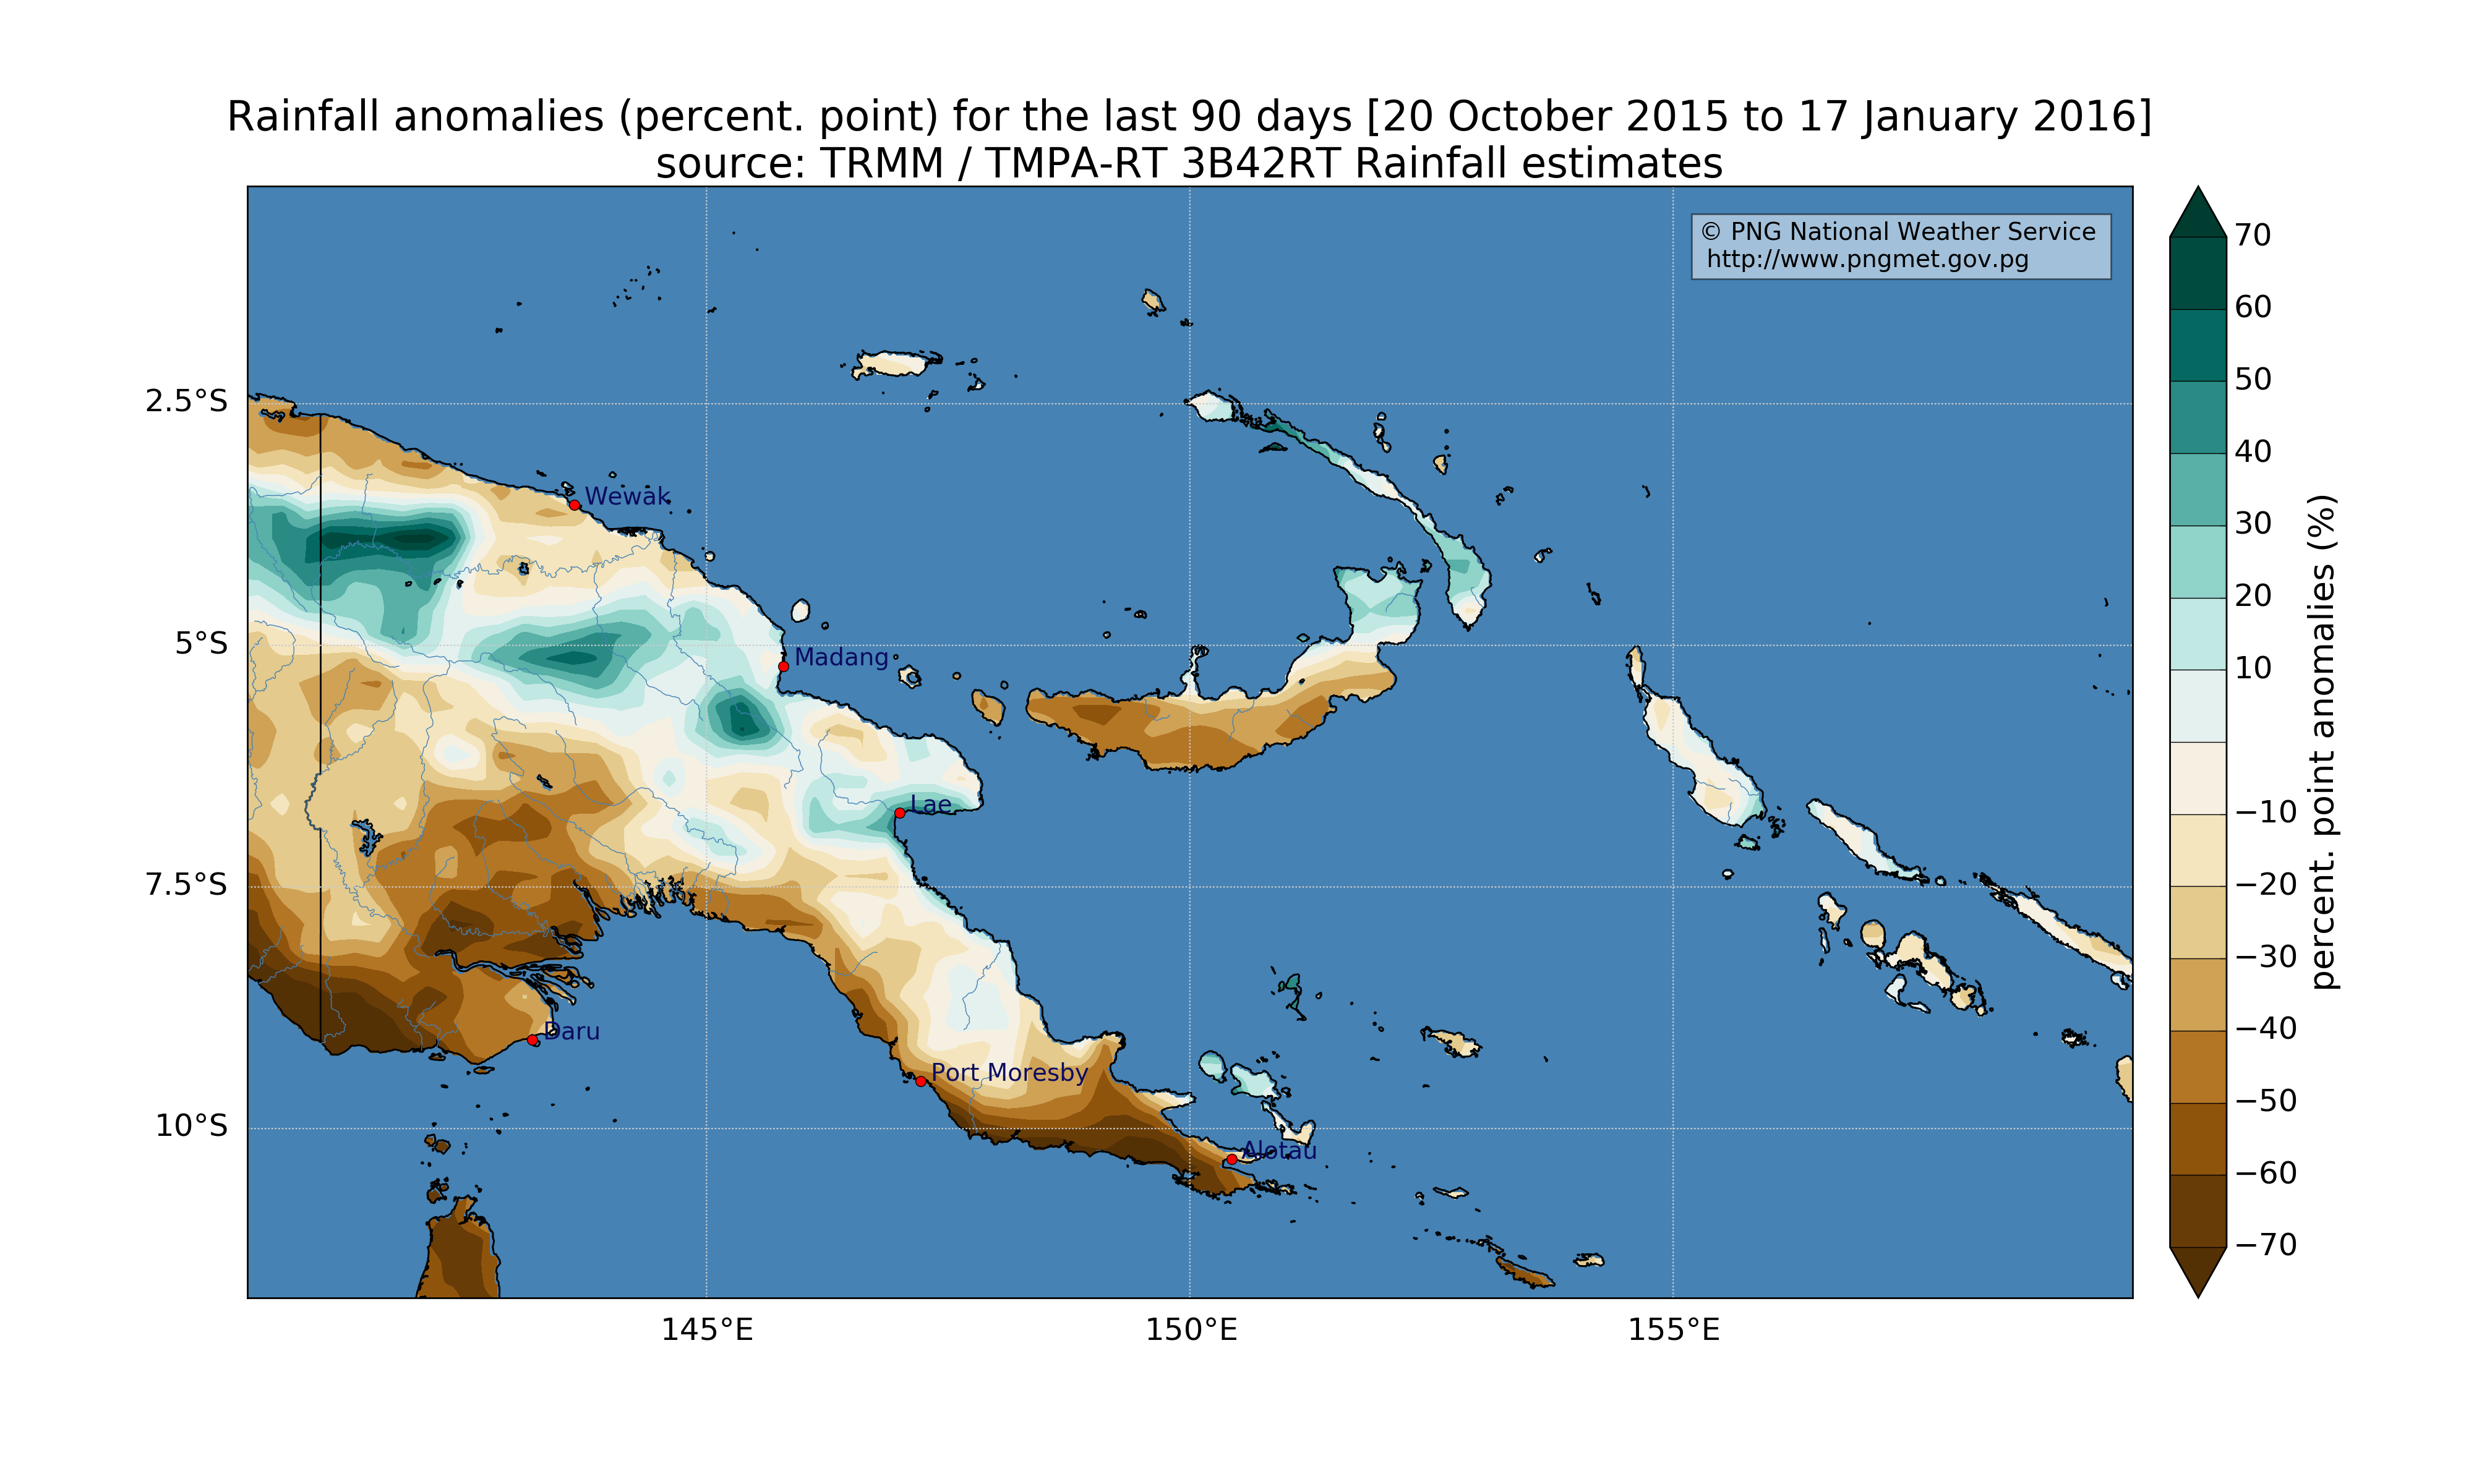 Rainfall anomalies (percent. point) for the last 90 days [20 October 2015 to 17 January 2016]
source: TRMM / TMPA-RT 3B42RT Rainfall estimates
© PNG National Weather Service
http://www.pngmet.gov.pg
2.5°S
5°S
7.5°S
10°S
145°E
150°E
155°E
Wewak
Madang
Lae
Daru
Port Moresby
Alotau
70
60
50
40
30
20
10
−10
−20
−30
−40
−50
−60
−70
percent. point anomalies (%)